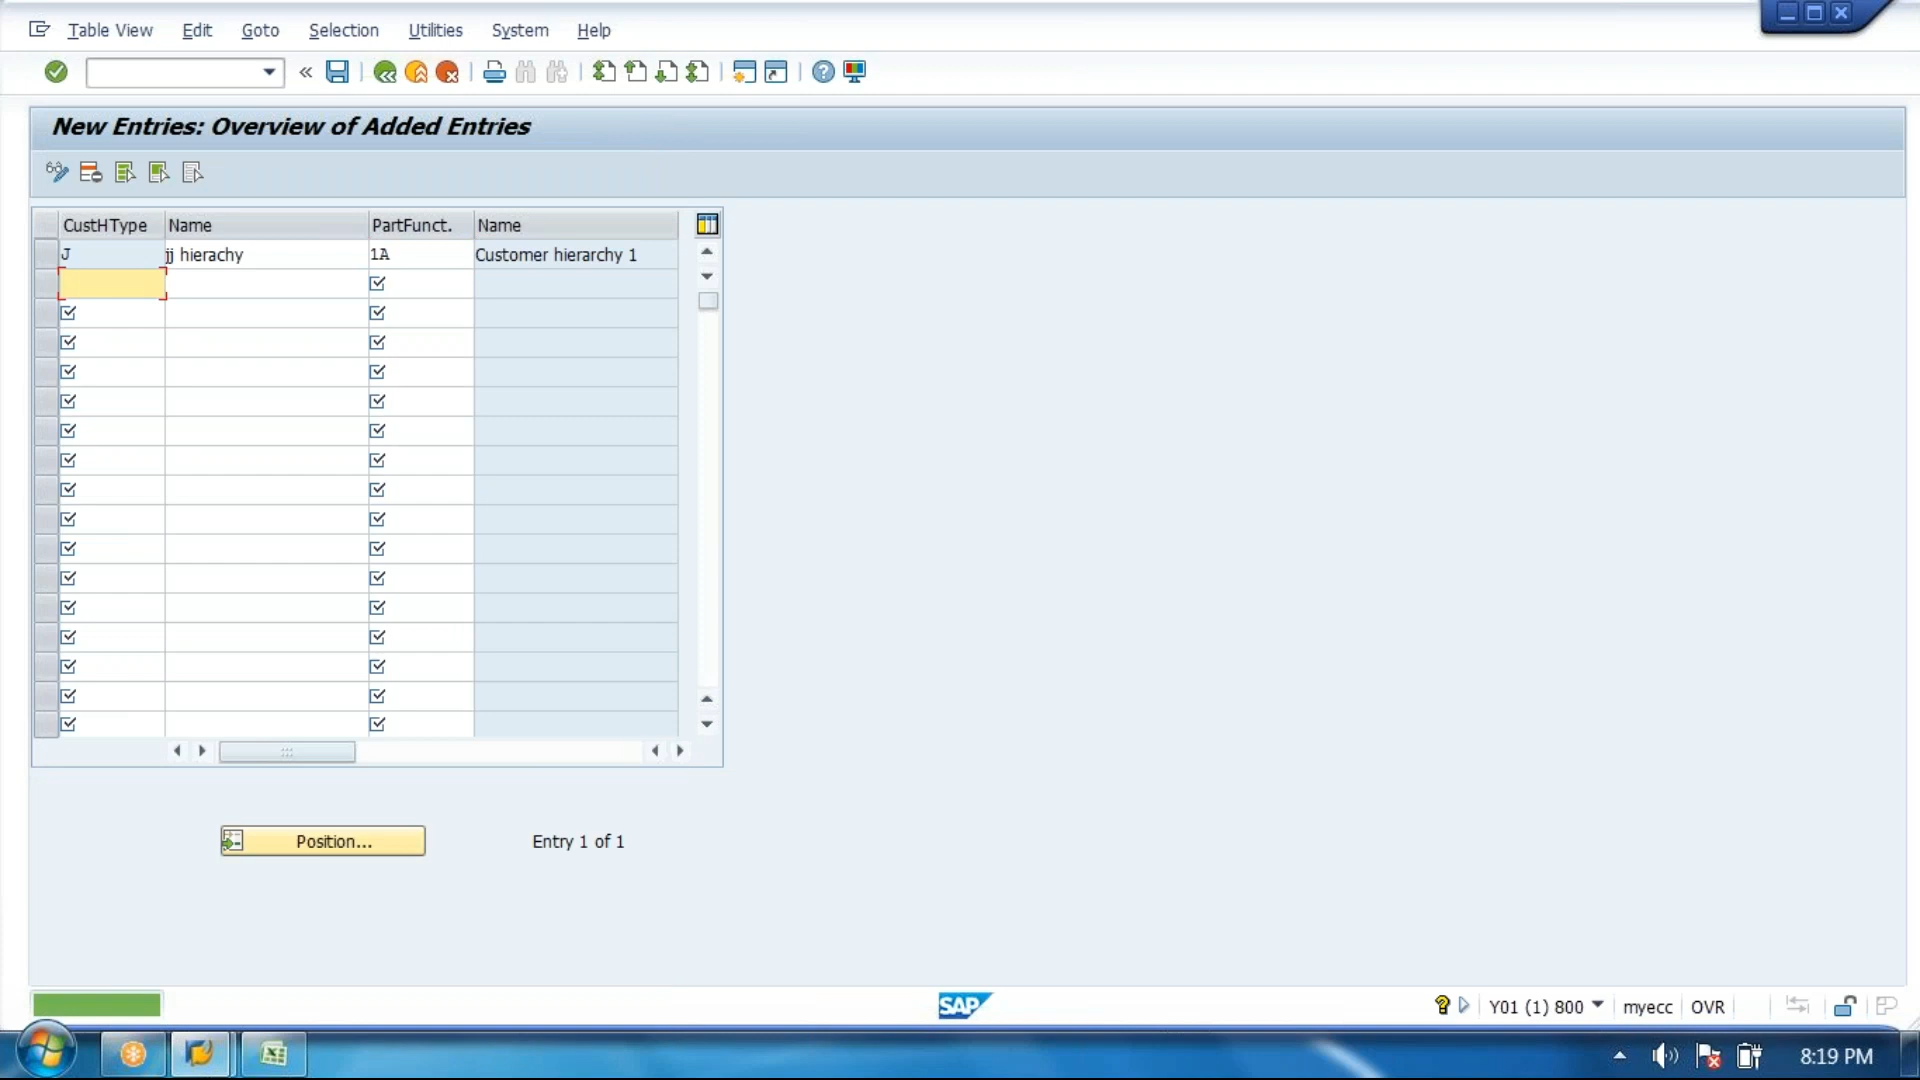 Table View Edit Goto Selection Utilities System Help
New Entries: Overview of Added Entries
CustHType Name PartFunct. Name
J jj hierachy 1A Customer hierarchy 1
Position... Entry 1 of 1
SAP Y01 (1) 800 myecc OVR
8:19 PM